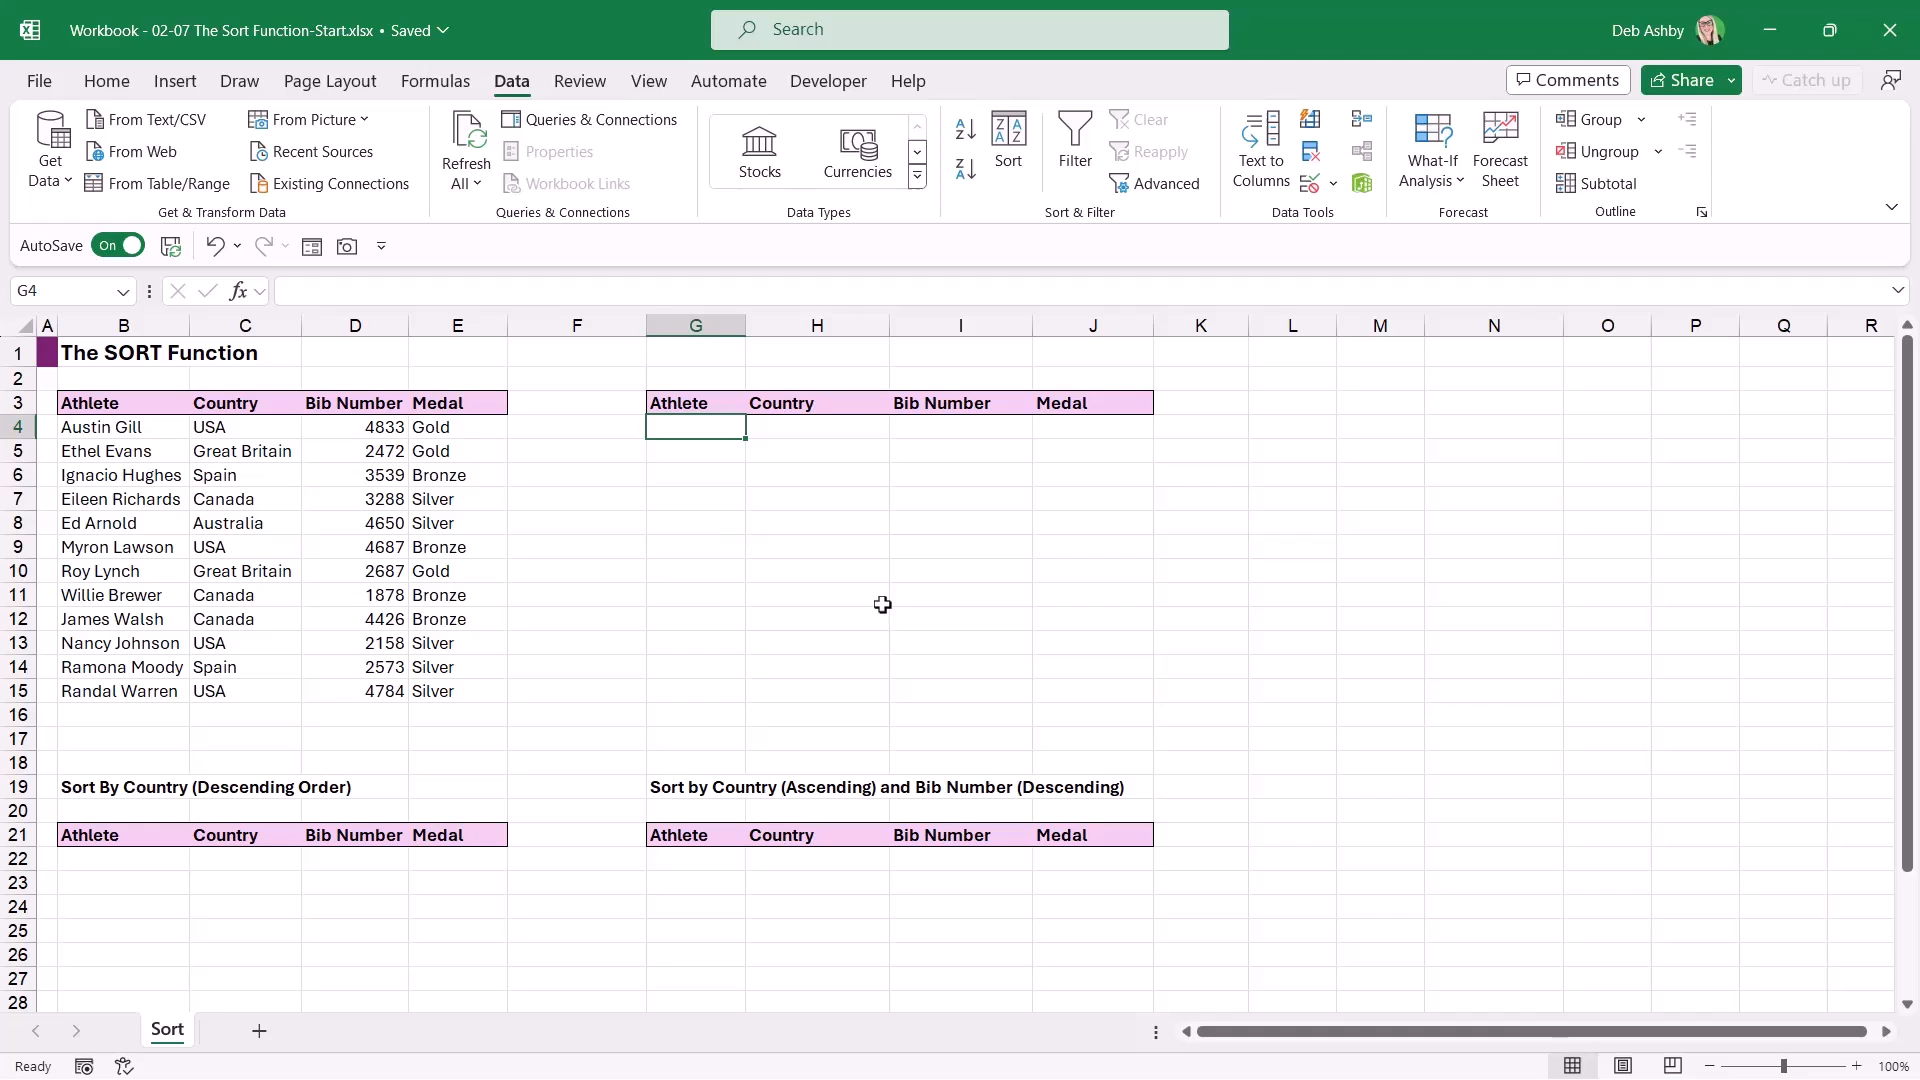 Workbook - 02-07 The Sort Function-Start.xlsx • Saved
Search
Deb Ashby
File Home Insert Draw Page Layout Formulas Data Review View Automate Developer Help
Comments Share Catch up
Get Data
From Text/CSV
From Web
From Table/Range
From Picture
Recent Sources
Existing Connections
Get & Transform Data
Refresh All
Queries & Connections
Properties
Workbook Links
Queries & Connections
Stocks Currencies
Data Types
Sort
Filter
Clear
Reapply
Advanced
Sort & Filter
Text to Columns
Data Tools
What-If Analysis
Forecast Sheet
Forecast
Group
Ungroup
Subtotal
Outline
AutoSave On
G4
fx
A B C D E F G H I J K L M N O P Q R
1 The SORT Function
2
3 Athlete Country Bib Number Medal Athlete Country Bib Number Medal
4 Austin Gill USA 4833 Gold
5 Ethel Evans Great Britain 2472 Gold
6 Ignacio Hughes Spain 3539 Bronze
7 Eileen Richards Canada 3288 Silver
8 Ed Arnold Australia 4650 Silver
9 Myron Lawson USA 4687 Bronze
10 Roy Lynch Great Britain 2687 Gold
11 Willie Brewer Canada 1878 Bronze
12 James Walsh Canada 4426 Bronze
13 Nancy Johnson USA 2158 Silver
14 Ramona Moody Spain 2573 Silver
15 Randal Warren USA 4784 Silver
16
17
18
19 Sort By Country (Descending Order) Sort by Country (Ascending) and Bib Number (Descending)
20
21 Athlete Country Bib Number Medal Athlete Country Bib Number Medal
22
23
24
25
26
27
28
Sort
Ready
100%